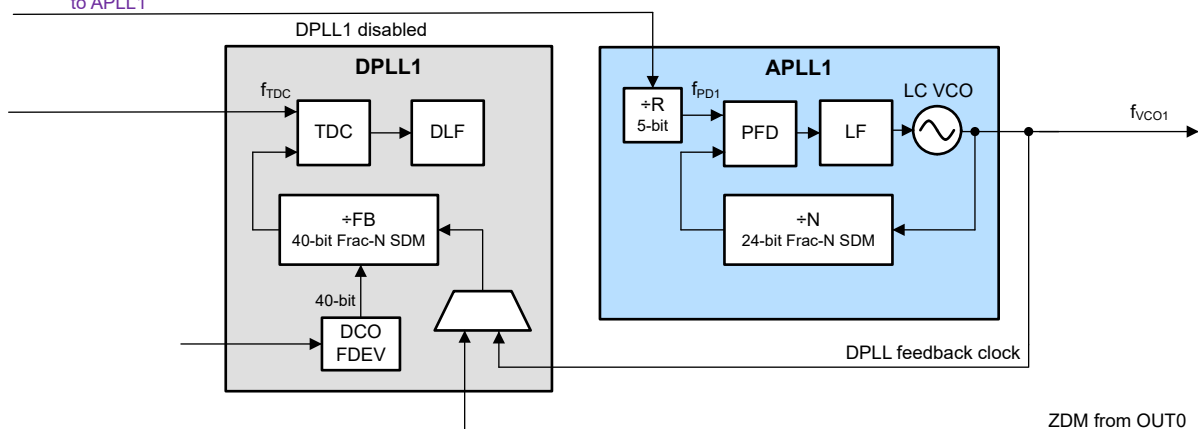 to APLL1
DPLL1 disabled
DPLL1
APLL1
fTDC
TDC
DLF
÷R
5-bit
fPD1
PFD
LF
LC VCO
fVCO1
÷FB
40-bit Frac-N SDM
÷N
24-bit Frac-N SDM
40-bit
DCO
FDEV
DPLL feedback clock
ZDM from OUT0